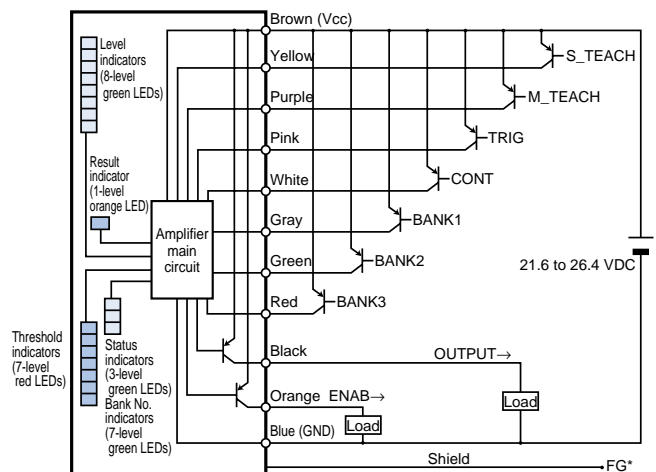 Brown (Vcc)
Level
indicators
(8-level
green LEDs)
Yellow
S_TEACH
Purple
M_TEACH
Pink
TRIG
Result
indicator
(1-level
orange LED)
White
CONT
Gray
BANK1
Amplifier
main
circuit
Green
BANK2
21.6 to 26.4 VDC
Red
BANK3
Threshold
indicators
(7-level
red LEDs)
Status
indicators
(3-level
green LEDs)
Bank No.
indicators
(7-level
green LEDs)
Black
OUTPUT→
Load
Orange ENAB→
Load
Blue (GND)
Shield
FG*